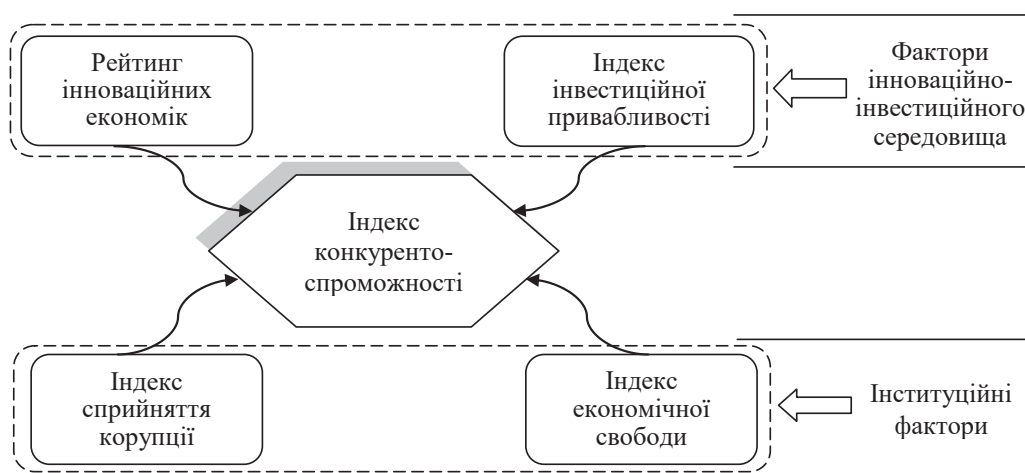 Рейтинг
інноваційних
економік
Індекс
інвестиційної
привабливості
Фактори
інноваційно-
інвестиційного
середовища
Індекс
конкуренто-
спроможності
Індекс
сприйняття
корупції
Індекс
економічної
свободи
Інституційні
фактори